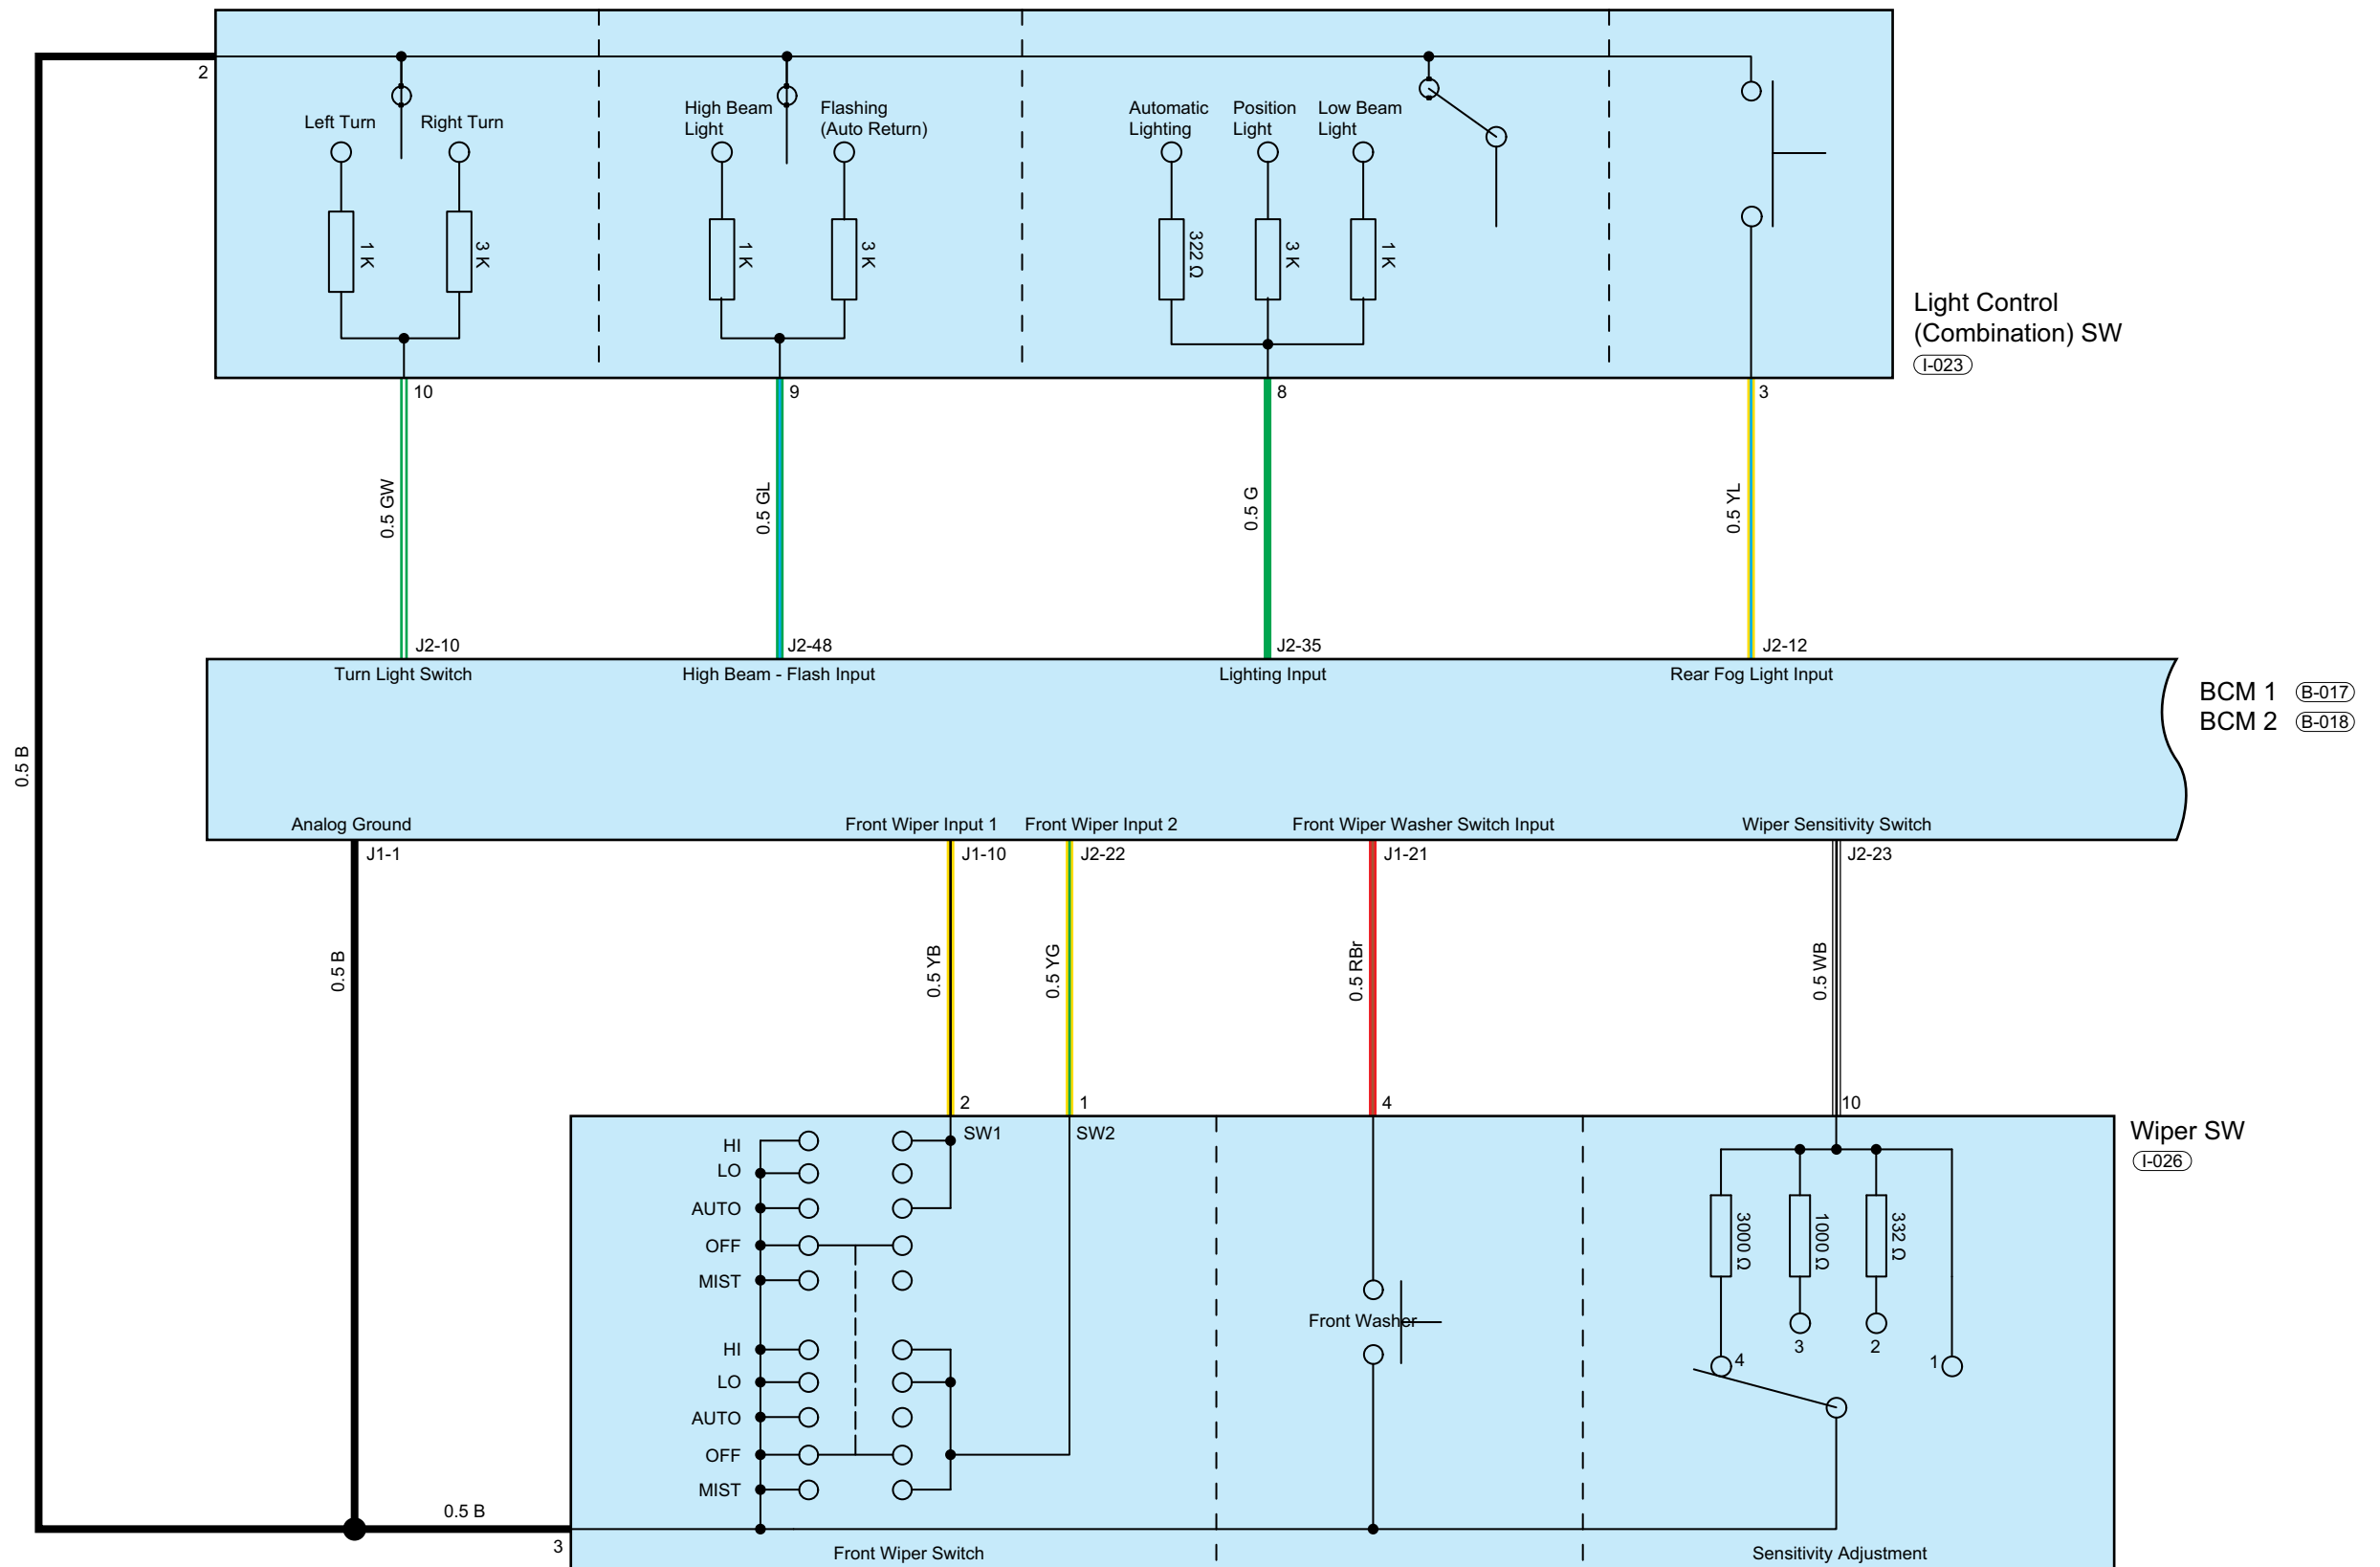 2
Left Turn
Right Turn
High Beam
Light
Flashing
(Auto Return)
Automatic
Lighting
Position
Light
Low Beam
Light
1 K
3 K
1 K
3 K
322 Ω
3 K
1 K
Light Control
(Combination) SW
I-023
10
9
8
3
0.5 GW
0.5 GL
0.5 G
0.5 YL
J2-10
J2-48
J2-35
J2-12
Turn Light Switch
High Beam - Flash Input
Lighting Input
Rear Fog Light Input
BCM 1 B-017
BCM 2 B-018
0.5 B
Analog Ground
Front Wiper Input 1
Front Wiper Input 2
Front Wiper Washer Switch Input
Wiper Sensitivity Switch
J1-1
J1-10
J2-22
J1-21
J2-23
0.5 B
0.5 YB
0.5 YG
0.5 RBr
0.5 WB
2
1
4
10
SW1
SW2
Wiper SW
I-026
HI
LO
AUTO
OFF
MIST
HI
LO
AUTO
OFF
MIST
Front Washer
3000 Ω
1000 Ω
332 Ω
4
3
2
1
0.5 B
3
Front Wiper Switch
Sensitivity Adjustment